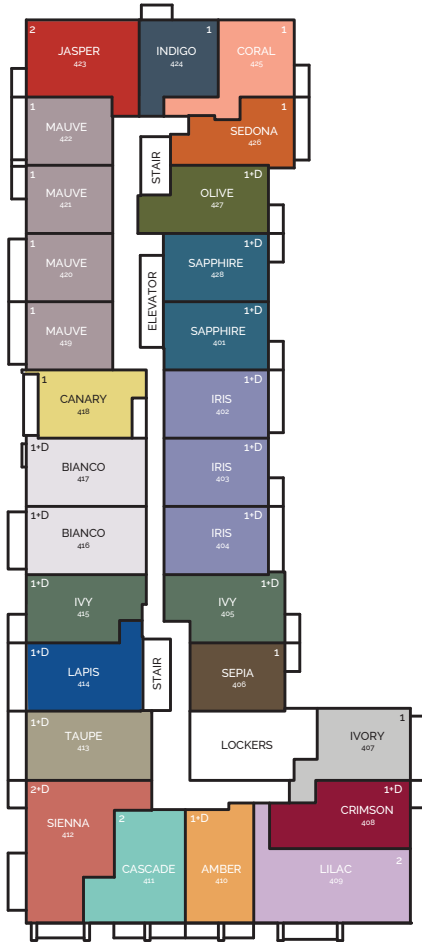 2
JASPER
423
1
INDIGO
424
1
CORAL
425
1
MAUVE
422
1
SEDONA
426
STAIR
1
MAUVE
421
1+D
OLIVE
427
1
MAUVE
420
ELEVATOR
1+D
SAPPHIRE
428
1
MAUVE
419
1+D
SAPPHIRE
401
1
CANARY
418
1+D
IRIS
402
1+D
BIANCO
417
1+D
IRIS
403
1+D
BIANCO
416
1+D
IRIS
404
1+D
IVY
415
1+D
IVY
405
1+D
LAPIS
414
STAIR
1
SEPIA
406
1+D
TAUPE
413
LOCKERS
1
IVORY
407
2+D
SIENNA
412
2
CASCADE
411
1+D
AMBER
410
1+D
CRIMSON
408
2
LILAC
409